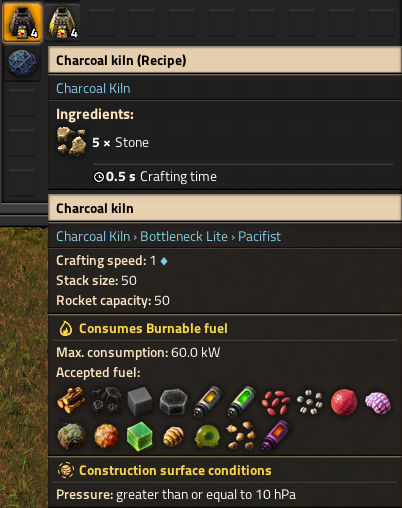 4 4
Charcoal kiln (Recipe)
Charcoal Kiln
Ingredients:
5 × Stone
0.5 s Crafting time
Charcoal kiln
Charcoal Kiln › Bottleneck Lite › Pacifist
Crafting speed: 1
Stack size: 50
Rocket capacity: 50
Consumes Burnable fuel
Max. consumption: 60.0 kW
Accepted fuel:
Construction surface conditions
Pressure: greater than or equal to 10 hPa